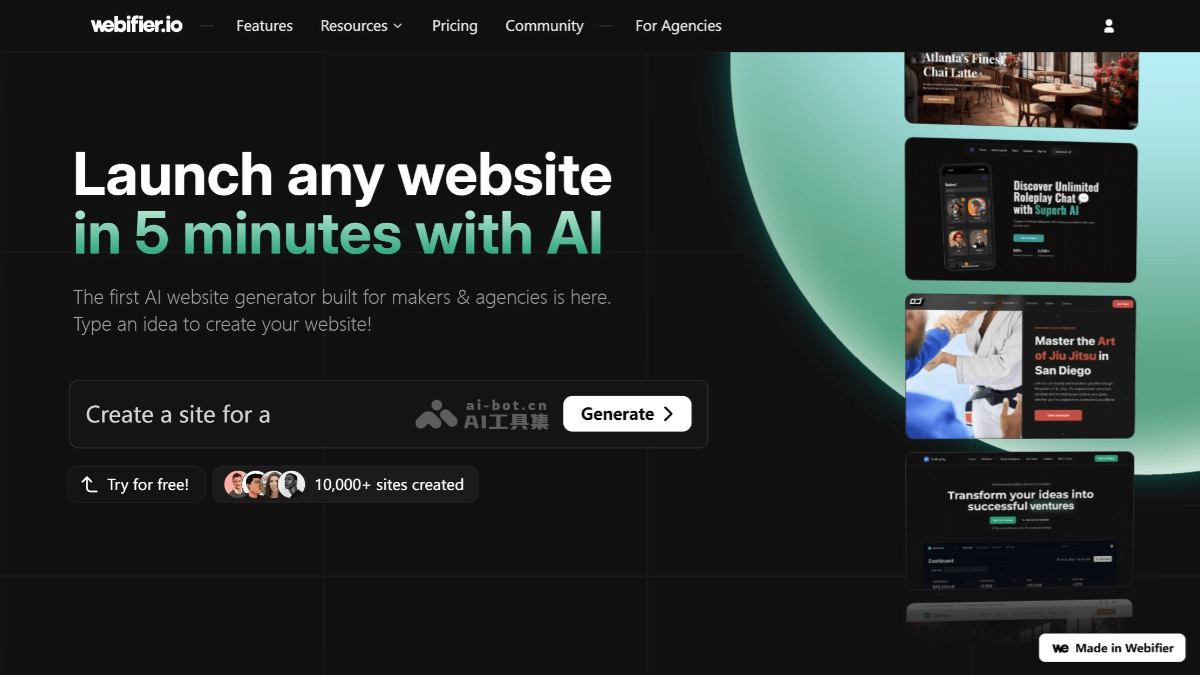 webifier.io
Features
Resources
Pricing
Community
For Agencies
Launch any website
in 5 minutes with AI
The first AI website generator built for makers & agencies is here.
Type an idea to create your website!
Create a site for a
ai-bot.cn
AI工具集
Generate
Try for free!
10,000+ sites created
Atlanta's Finest
Chai Latte
Discover Unlimited
Roleplay Chat
with Superb AI
Master the Art
of Jiu Jitsu in
San Diego
Transform your ideas into
successful ventures
Dashboard
we Made in Webifier